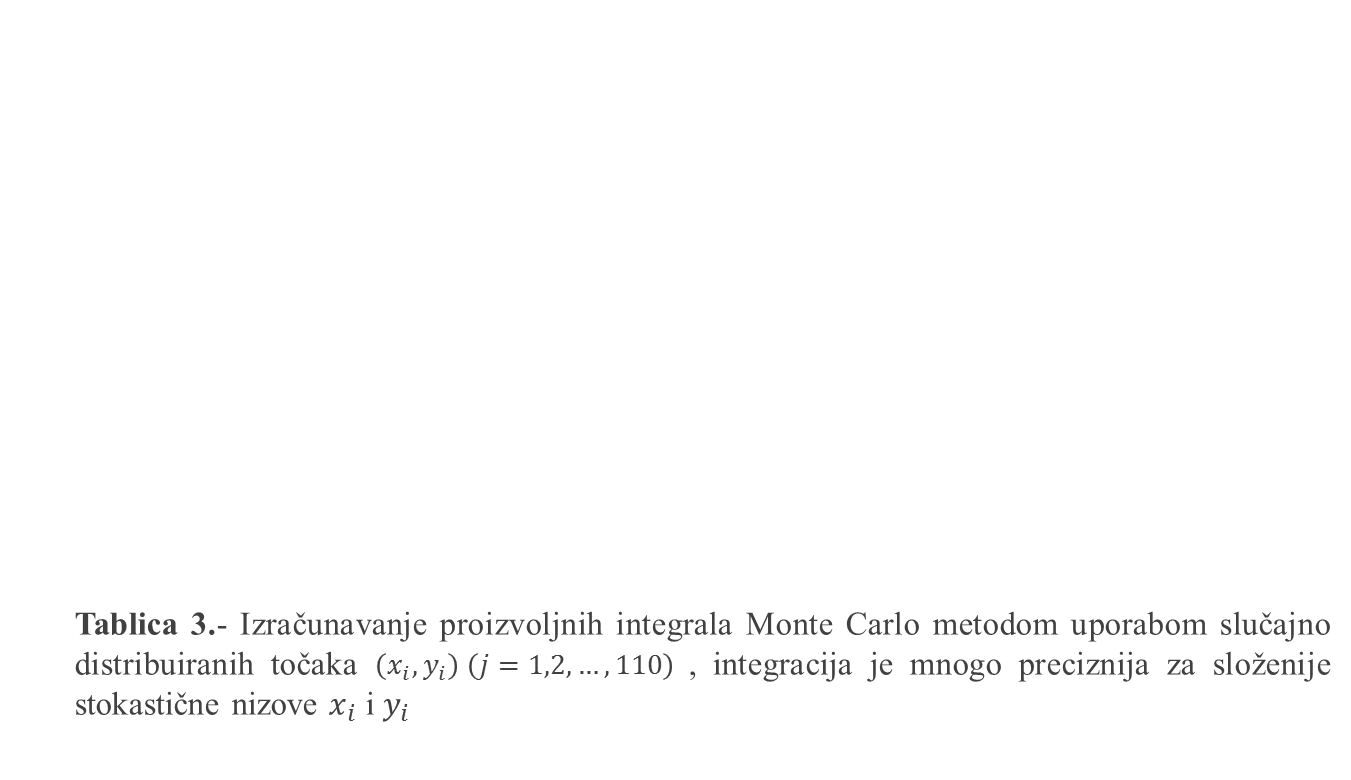 Tablica 3.- Izračunavanje proizvoljnih integrala Monte Carlo metodom uporabom slučajno
distribuiranih točaka (xᵢ, yᵢ) (j = 1,2, … , 110) , integracija je mnogo preciznija za složenije
stokastične nizove xᵢ i yᵢ